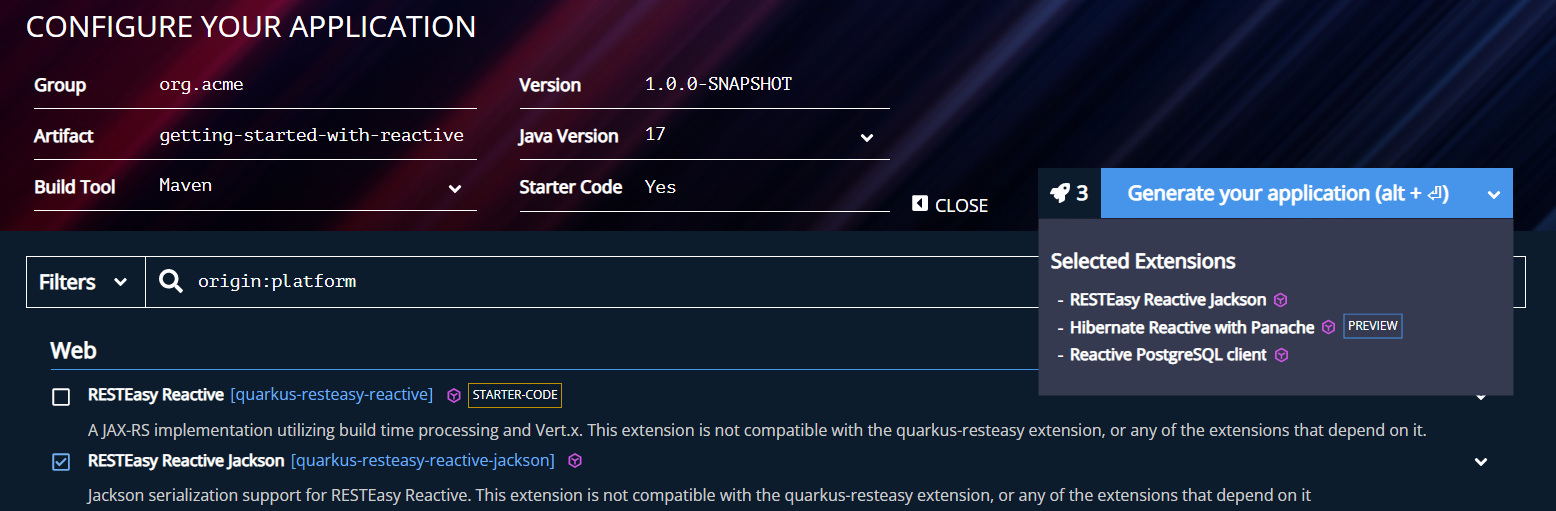 CONFIGURE YOUR APPLICATION
Group org.acme Version 1.0.0-SNAPSHOT
Artifact getting-started-with-reactive Java Version 17
Build Tool Maven Starter Code Yes
CLOSE
3 Generate your application (alt + ⏎)
Filters origin:platform
Selected Extensions
- RESTEasy Reactive Jackson
- Hibernate Reactive with Panache PREVIEW
- Reactive PostgreSQL client
Web
RESTEasy Reactive [quarkus-resteasy-reactive] STARTER-CODE
A JAX-RS implementation utilizing build time processing and Vert.x. This extension is not compatible with the quarkus-resteasy extension, or any of the extensions that depend on it.
RESTEasy Reactive Jackson [quarkus-resteasy-reactive-jackson]
Jackson serialization support for RESTEasy Reactive. This extension is not compatible with the quarkus-resteasy extension, or any of the extensions that depend on it